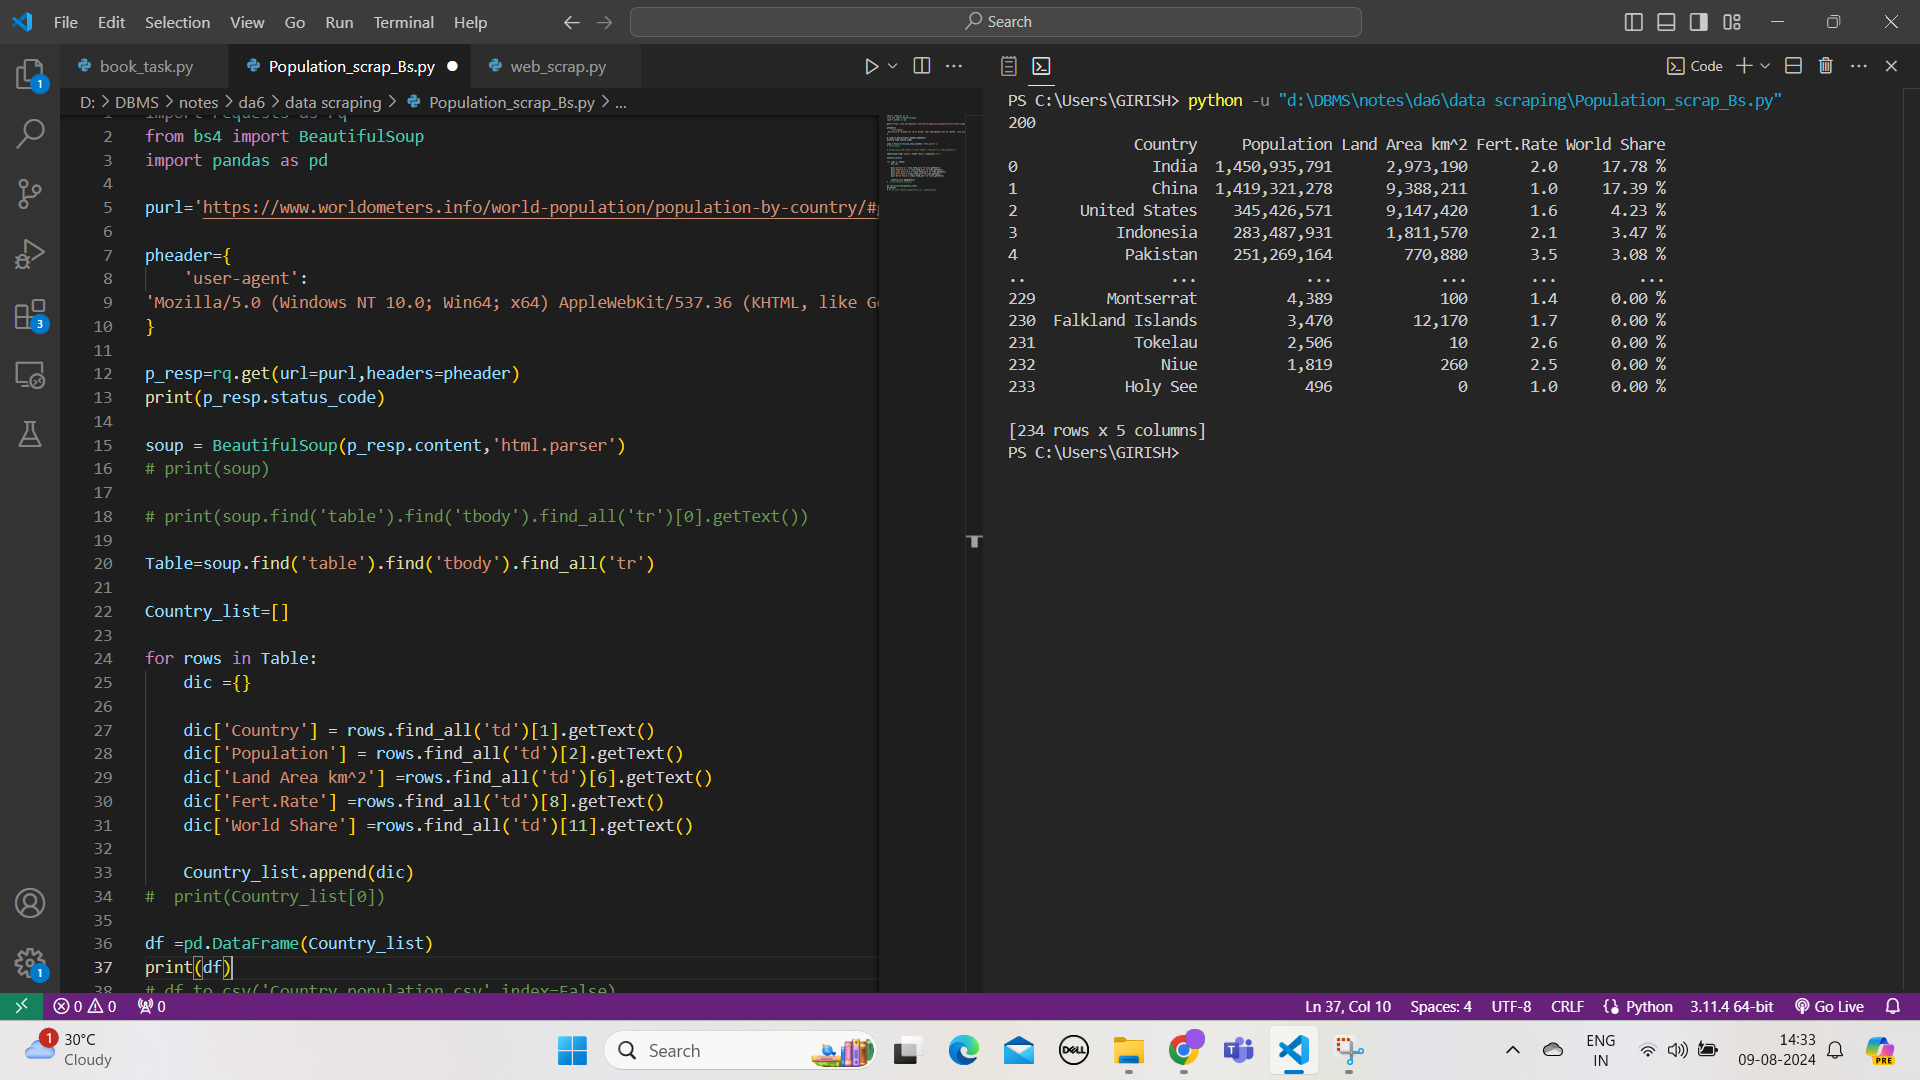 File Edit Selection View Go Run Terminal Help
Search
book_task.py Population_scrap_Bs.py web_scrap.py
D: > DBMS > notes > da6 > data scraping > Population_scrap_Bs.py > ...
1 import requests as rq
2 from bs4 import BeautifulSoup
3 import pandas as pd
4
5 purl='https://www.worldometers.info/world-population/population-by-country/#
6
7 pheader={
8 'user-agent':
9 'Mozilla/5.0 (Windows NT 10.0; Win64; x64) AppleWebKit/537.36 (KHTML, like G
10 }
11
12 p_resp=rq.get(url=purl,headers=pheader)
13 print(p_resp.status_code)
14
15 soup = BeautifulSoup(p_resp.content,'html.parser')
16 # print(soup)
17
18 # print(soup.find('table').find('tbody').find_all('tr')[0].getText())
19
20 Table=soup.find('table').find('tbody').find_all('tr')
21
22 Country_list=[]
23
24 for rows in Table:
25 dic ={}
26
27 dic['Country'] = rows.find_all('td')[1].getText()
28 dic['Population'] = rows.find_all('td')[2].getText()
29 dic['Land Area km^2'] =rows.find_all('td')[6].getText()
30 dic['Fert.Rate'] =rows.find_all('td')[8].getText()
31 dic['World Share'] =rows.find_all('td')[11].getText()
32
33 Country_list.append(dic)
34 # print(Country_list[0])
35
36 df =pd.DataFrame(Country_list)
37 print(df)
38 # df.to_csv('Country_population.csv',index=False)
Code
PS C:\Users\GIRISH> python -u "d:\DBMS\notes\da6\data scraping\Population_scrap_Bs.py"
200
Country Population Land Area km^2 Fert.Rate World Share
0 India 1,450,935,791 2,973,190 2.0 17.78 %
1 China 1,419,321,278 9,388,211 1.0 17.39 %
2 United States 345,426,571 9,147,420 1.6 4.23 %
3 Indonesia 283,487,931 1,811,570 2.1 3.47 %
4 Pakistan 251,269,164 770,880 3.5 3.08 %
.. ... ... ... ... ...
229 Montserrat 4,389 100 1.4 0.00 %
230 Falkland Islands 3,470 12,170 1.7 0.00 %
231 Tokelau 2,506 10 2.6 0.00 %
232 Niue 1,819 260 2.5 0.00 %
233 Holy See 496 0 1.0 0.00 %
[234 rows x 5 columns]
PS C:\Users\GIRISH>
1
3
1
0 0 0
Ln 37, Col 10 Spaces: 4 UTF-8 CRLF Python 3.11.4 64-bit Go Live
1 30°C
Cloudy
Search
DELL
ENG
IN
14:33
09-08-2024
PRE